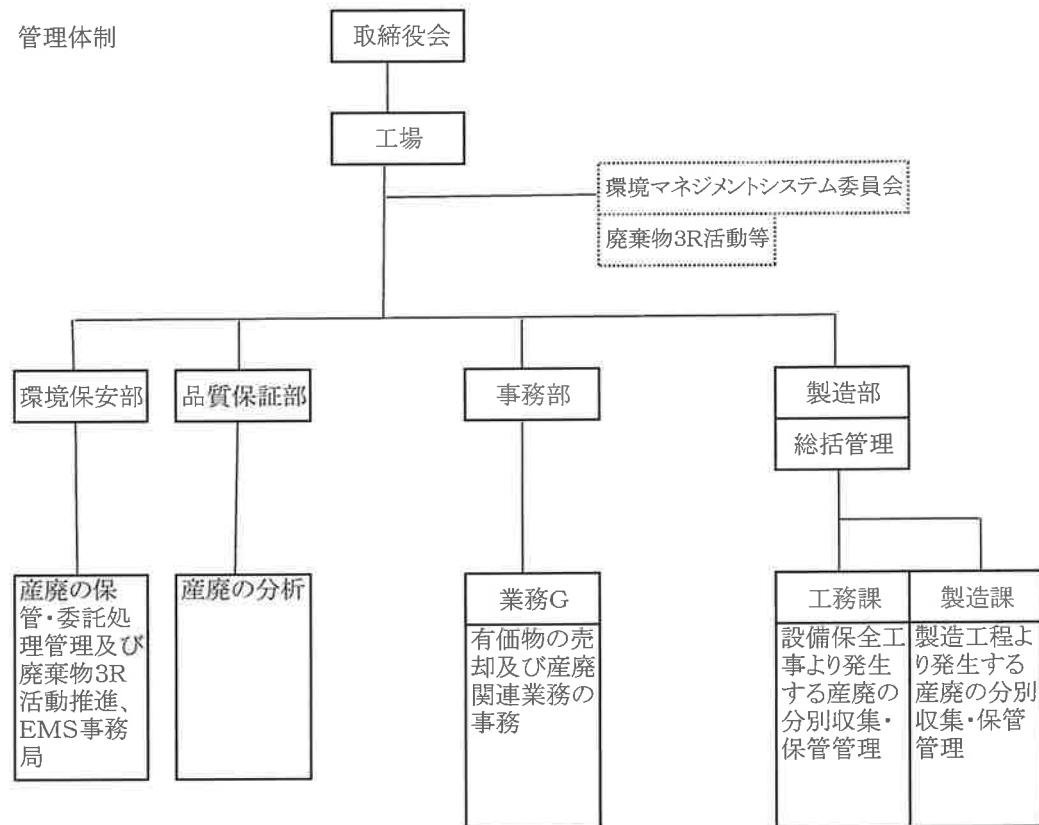 管理体制
取締役会
工場
環境マネジメントシステム委員会
廃棄物3R活動等
環境保安部
品質保証部
事務部
製造部
総括管理
産廃の保
管・委託処
理管理及び
廃棄物3R
活動推進、
EMS事務
局
産廃の分析
業務G
有価物の売
却及び産廃
関連業務の
事務
工務課
設備保全工
事より発生
する産廃の
分別収集・
保管管理
製造課
製造工程よ
り発生する
産廃の分別
収集・保管
管理